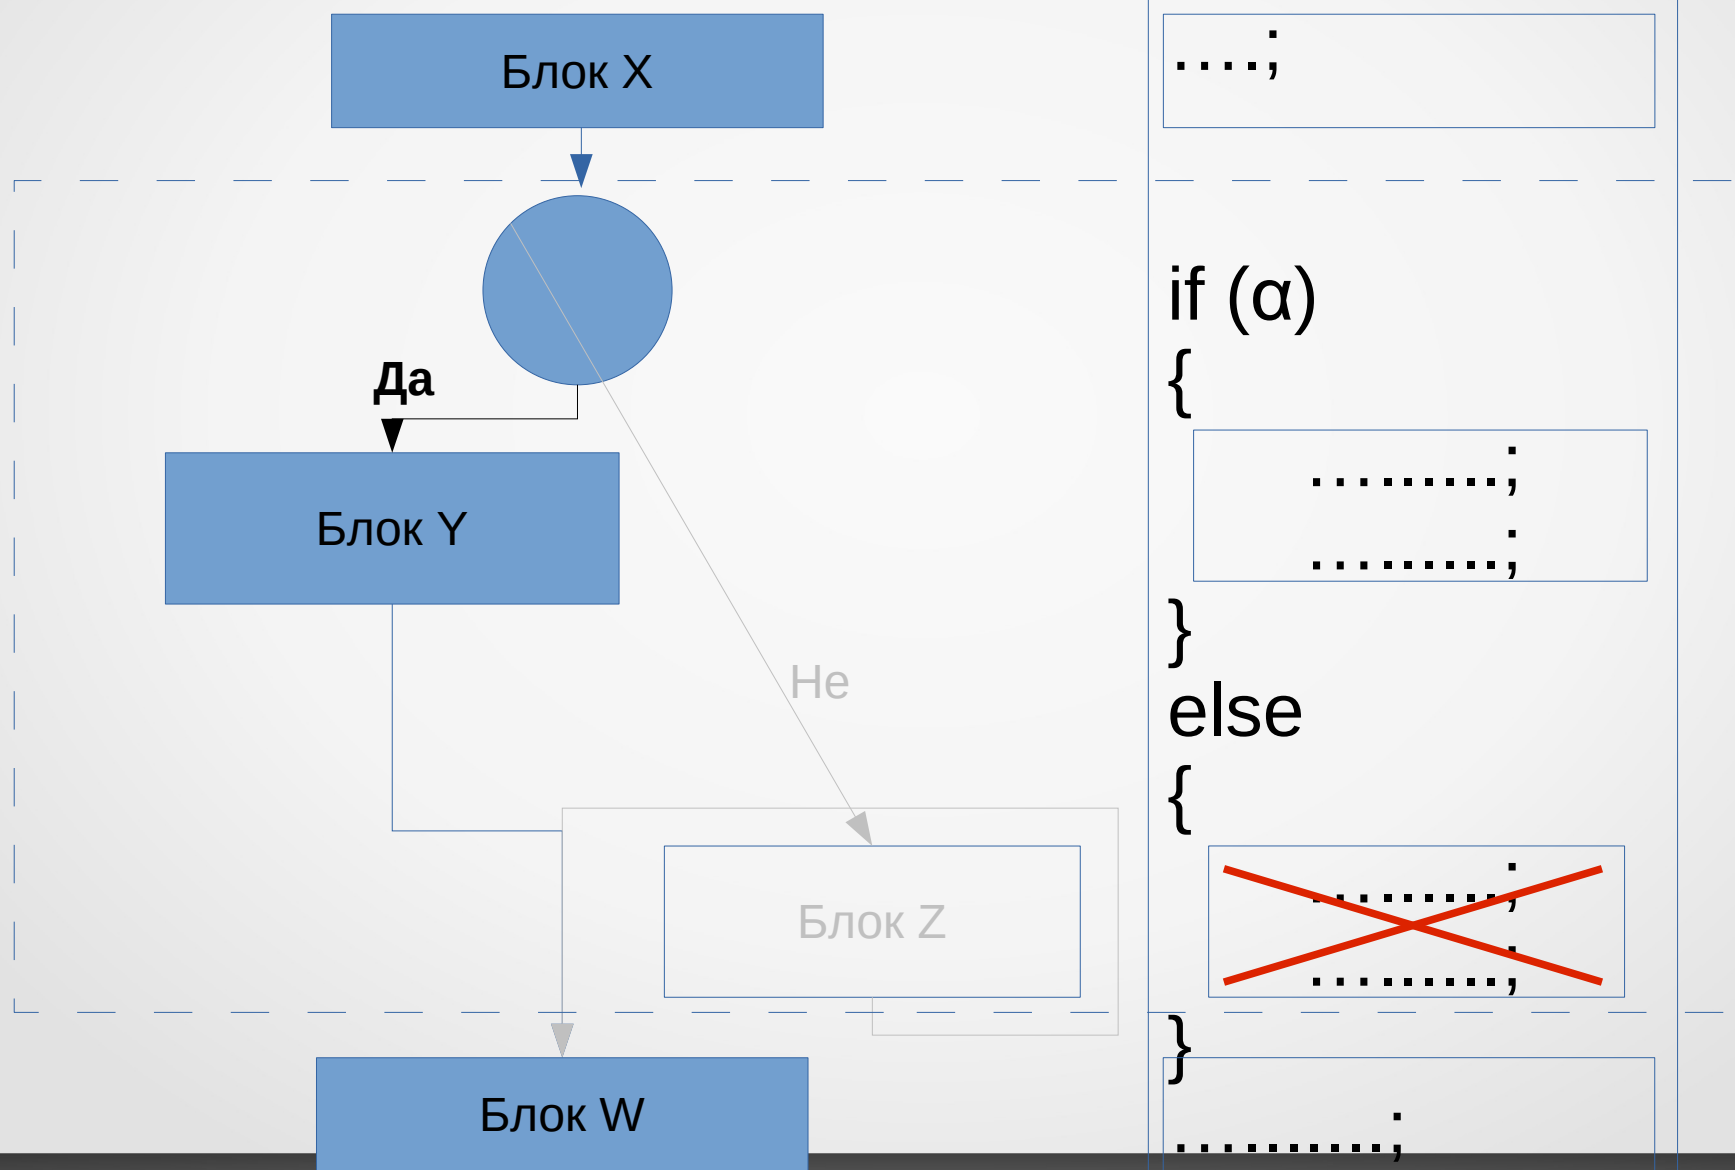 Блок X
Да
Блок Y
Не
Блок Z
Блок W
....;
if (α)
{
.........;
.........;
}
else
{
.........;
.........;
}
..........;